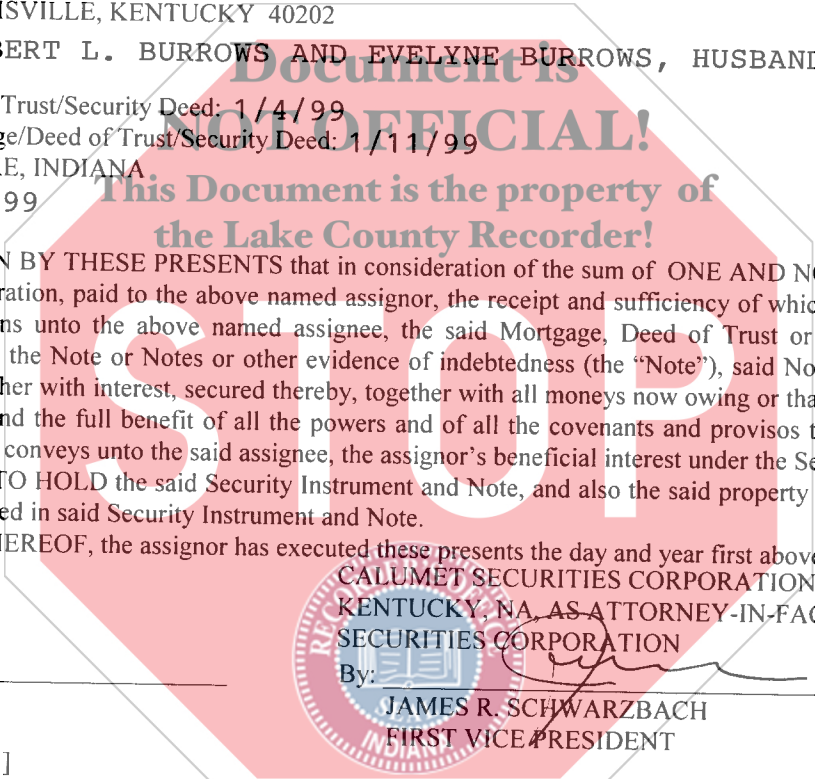 ISVILLE, KENTUCKY 40202
BERT L. BURROWS AND EVELYNE BURROWS, HUSBAND
Document is
Trust/Security Deed: 1/4/99
NOT OFFICIAL!
ge/Deed of Trust/Security Deed: 1/11/99
E, INDIANA
This Document is the property of
99
the Lake County Recorder!
N BY THESE PRESENTS that in consideration of the sum of ONE AND NO
ration, paid to the above named assignor, the receipt and sufficiency of whic
ns unto the above named assignee, the said Mortgage, Deed of Trust or
the Note or Notes or other evidence of indebtedness (the “Note”), said No
her with interest, secured thereby, together with all moneys now owing or tha
nd the full benefit of all the powers and of all the covenants and provisos t
conveys unto the said assignee, the assignor’s beneficial interest under the Se
TO HOLD the said Security Instrument and Note, and also the said property
ed in said Security Instrument and Note.
STOP
EREOF, the assignor has executed these presents the day and year first above
CALUMET SECURITIES CORPORATION
KENTUCKY, NA, AS ATTORNEY-IN-FAC
SECURITIES CORPORATION
By:
JAMES R. SCHWARZBACH
FIRST VICE PRESIDENT
SEAL
INDIANA
]